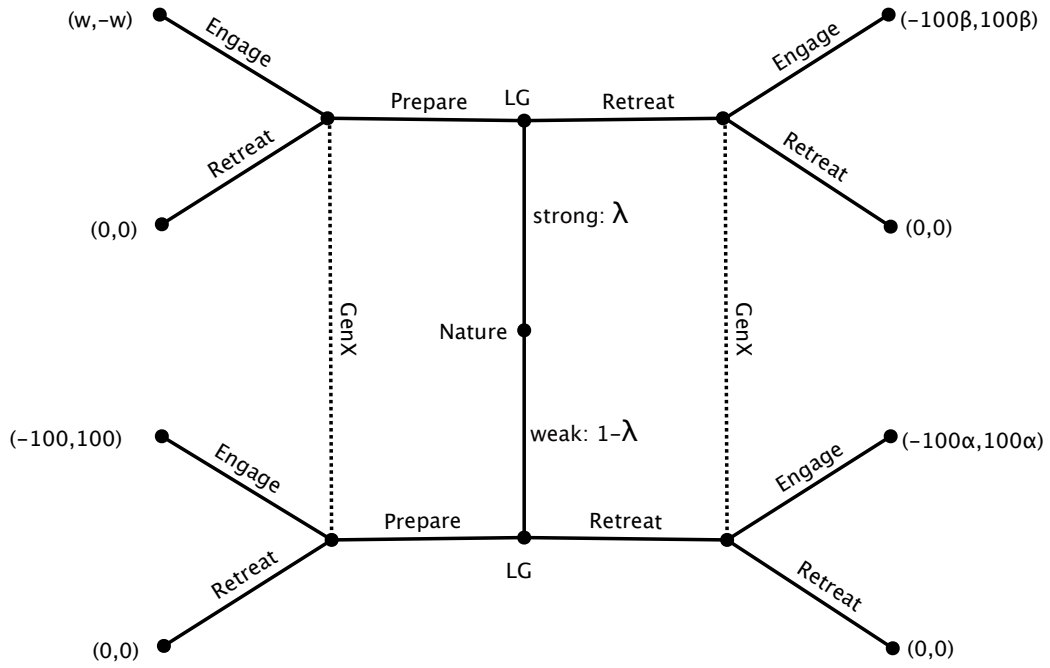 (w,-w)
Engage
Prepare
LG
Retreat
Engage
(-100β,100β)
Retreat
Retreat
(0,0)
(0,0)
strong: λ
GenX
GenX
Nature
weak: 1-λ
(-100,100)
Engage
Prepare
Retreat
Engage
(-100α,100α)
Retreat
LG
Retreat
(0,0)
(0,0)